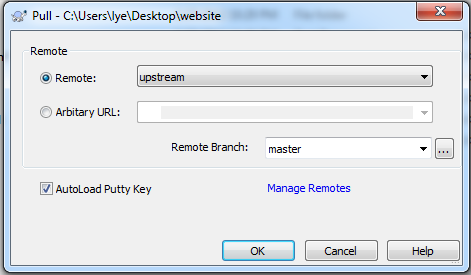 Pull - C:\Users\lye\Desktop\website
Remote
Remote:
upstream
Arbitary URL:
Remote Branch:
master
...
AutoLoad Putty Key
Manage Remotes
OK
Cancel
Help